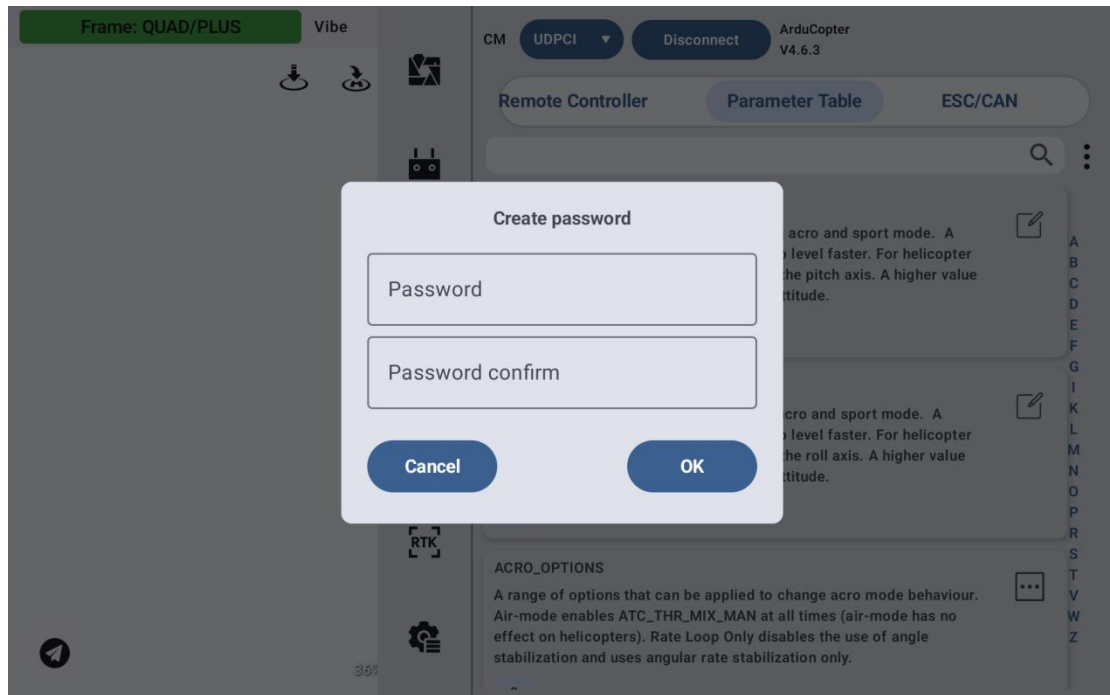 Frame: QUAD/PLUS
Vibe
CM
UDPCI
Disconnect
ArduCopter
V4.6.3
Remote Controller
Parameter Table
ESC/CAN
Create password
Password
Password confirm
Cancel
OK
acro and sport mode. A
level faster. For helicopter
the pitch axis. A higher value
cro and sport mode. A
level faster. For helicopter
the roll axis. A higher value
A
B
C
D
E
F
G
I
K
L
M
N
O
P
R
S
T
V
W
Z
RTK
ACRO_OPTIONS
A range of options that can be applied to change acro mode behaviour.
Air-mode enables ATC_THR_MIX_MAN at all times (air-mode has no
effect on helicopters). Rate Loop Only disables the use of angle
stabilization and uses angular rate stabilization only.